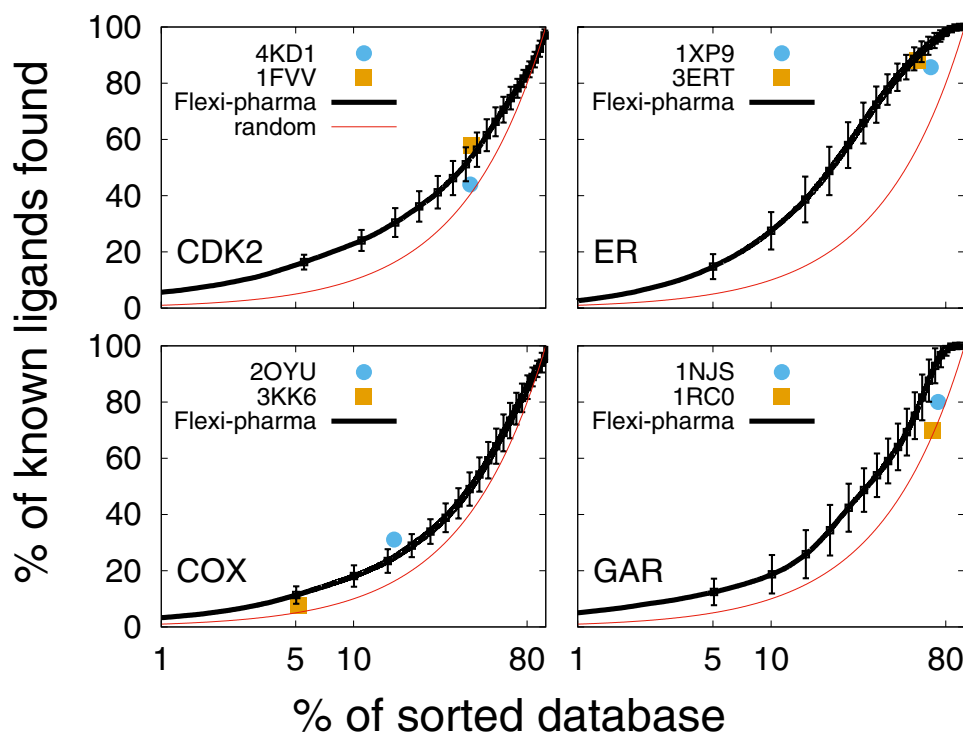 % of known ligands found
100
80
60
40
20
0
4KD1
1FVV
Flexi-pharma
random
CDK2
1XP9
3ERT
Flexi-pharma
ER
100
80
60
40
20
0
2OYU
3KK6
Flexi-pharma
COX
1NJS
1RC0
Flexi-pharma
GAR
1 5 10 80
1 5 10 80
% of sorted database